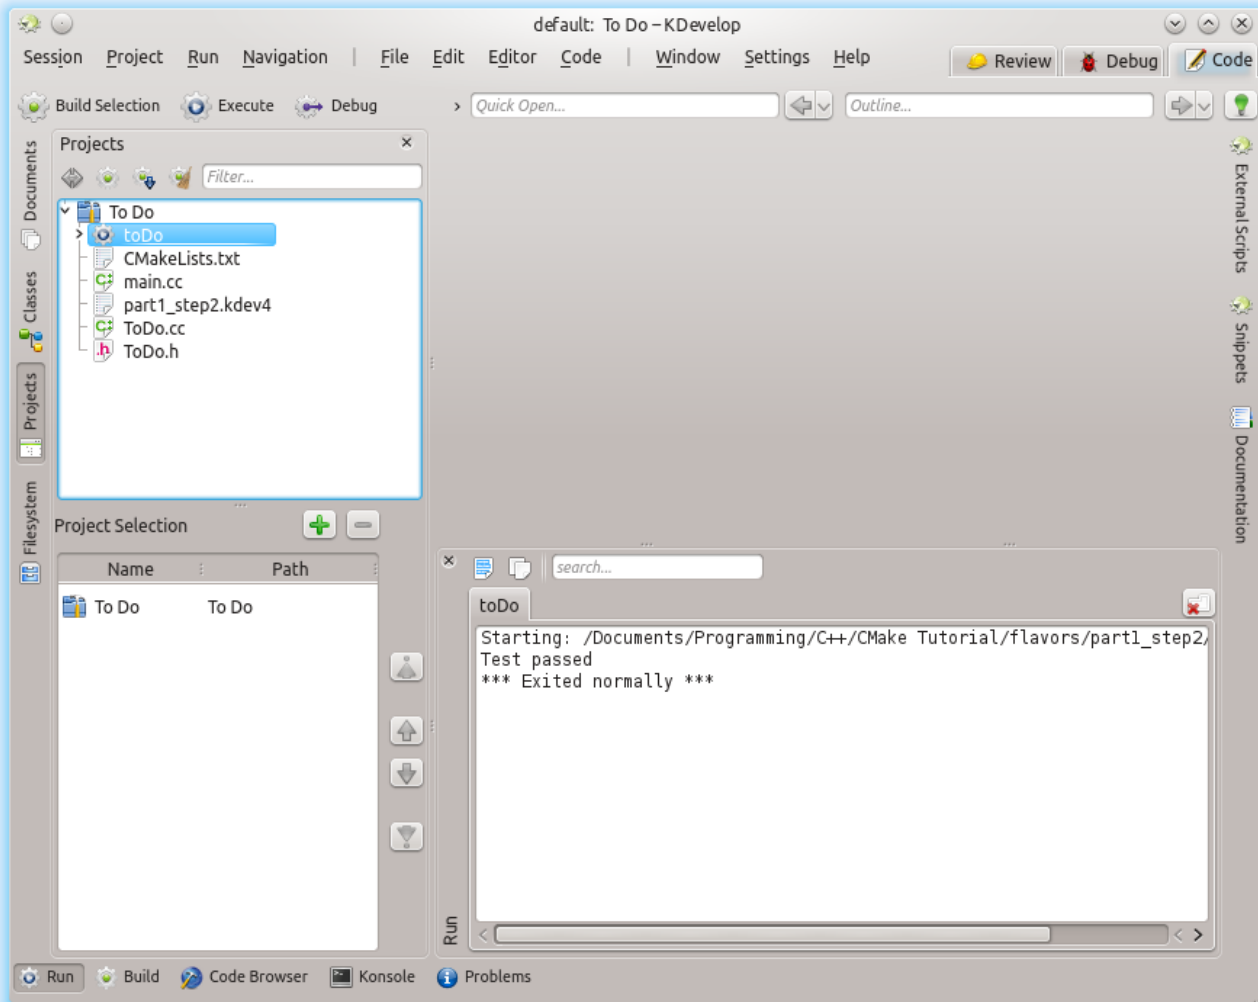 default: To Do – KDevelop
Session Project Run Navigation | File Edit Editor Code | Window Settings Help Review Debug Code
Build Selection Execute Debug > Quick Open... Outline...
Documents
Classes
Projects
Filesystem
Projects
Filter...
To Do
toDo
CMakeLists.txt
main.cc
part1_step2.kdev4
ToDo.cc
.h ToDo.h
Project Selection
Name Path
To Do To Do
External Scripts
Snippets
Documentation
search...
toDo
Starting: /Documents/Programming/C++/CMake Tutorial/flavors/part1_step2/
Test passed
*** Exited normally ***
Run
Run Build Code Browser Konsole Problems